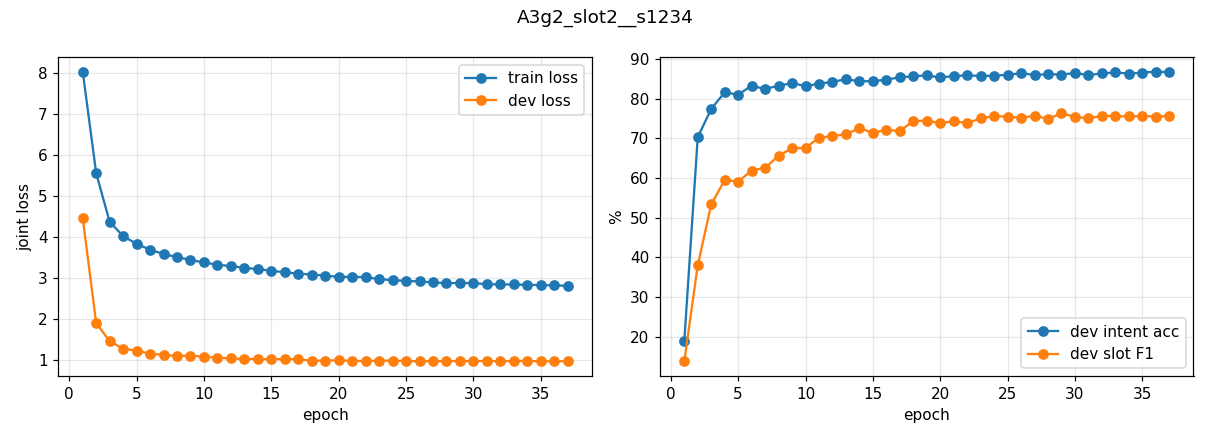 A3g2_slot2__s1234
joint loss
8
7
6
5
4
3
2
1
train loss
dev loss
0 5 10 15 20 25 30 35
epoch
%
90
80
70
60
50
40
30
20
dev intent acc
dev slot F1
0 5 10 15 20 25 30 35
epoch